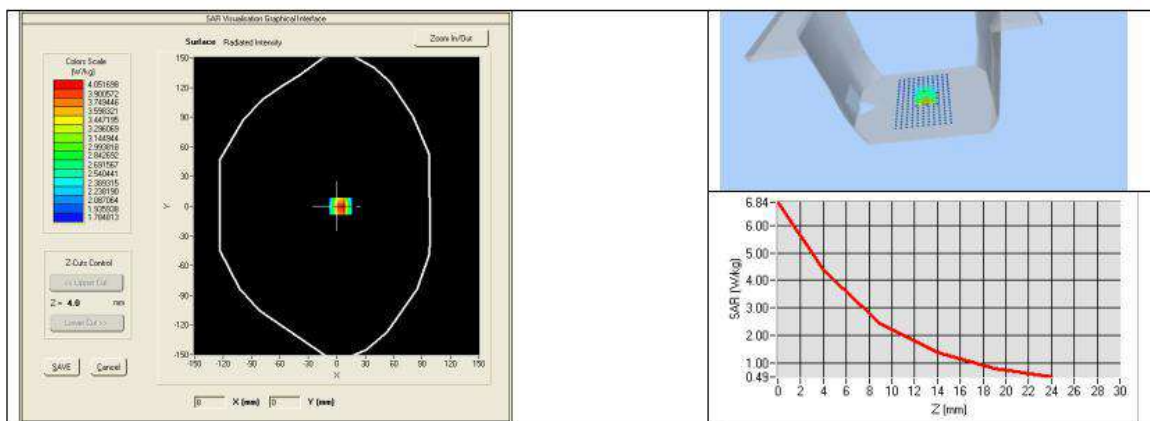 SAR Visualisation Graphical Interface
Surface Radiated Intensity
Zoom In/Out
Colors Scale
(W/kg)
4.051698
3.900572
3.749446
3.598321
3.447195
3.296069
3.144944
2.993818
2.842692
2.691567
2.540441
2.389315
2.238190
2.087064
1.935938
1.784813
Z-Cuts Control
<< Upper Cut
Z = 4.0 mm
Lower Cut >>
SAVE Cancel
150
120
90
60
30
0
-30
-60
-90
-120
-150
Y
-150 -120 -90 -60 -30 0 30 60 90 120 150
X
8 X (mm) 0 Y (mm)
6.84
6.00
5.00
4.00
3.00
2.00
1.00
0.49
SAR (W/kg)
0 2 4 6 8 10 12 14 16 18 20 22 24 26 28 30
Z (mm)